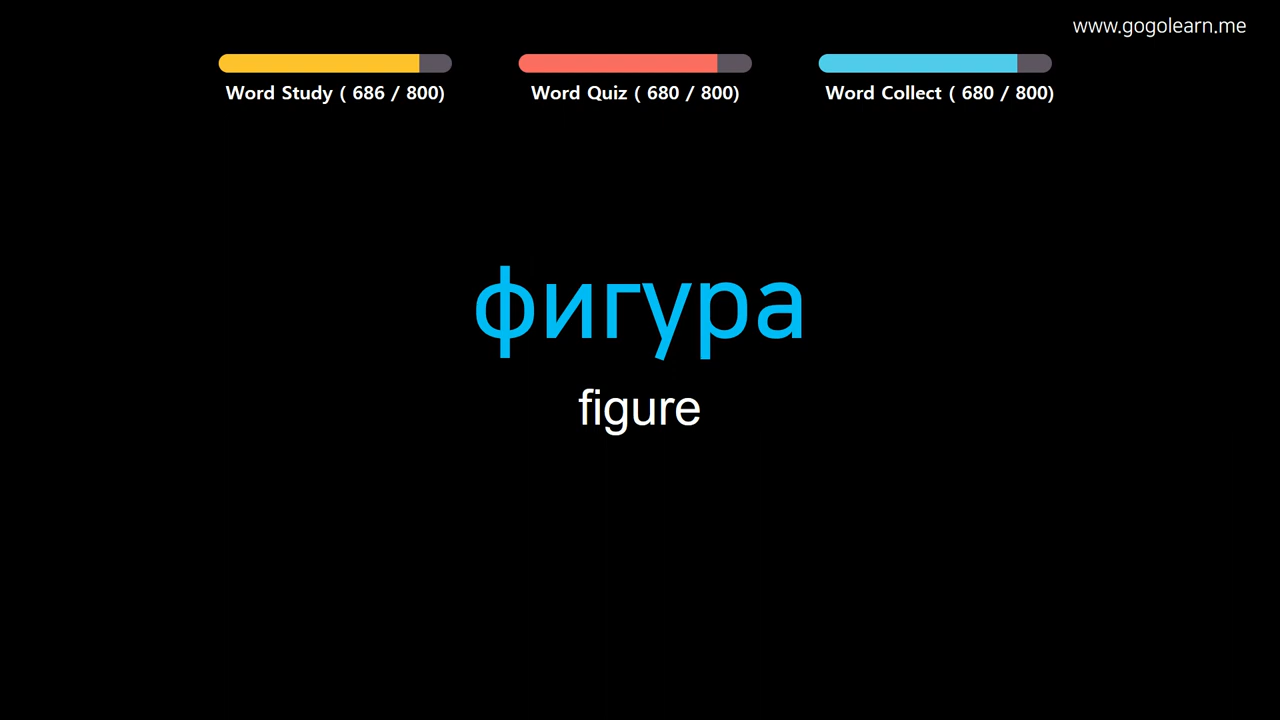 www.gogolearn.me
Word Study ( 686 / 800)
Word Quiz ( 680 / 800)
Word Collect ( 680 / 800)
фигура
figure